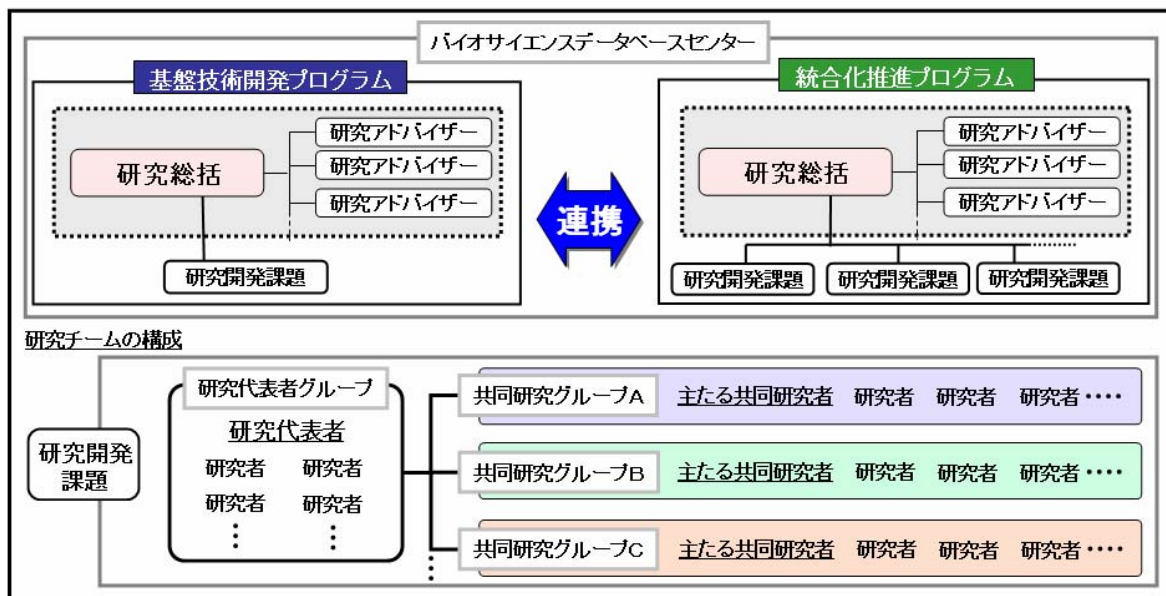 バイオサイエンスデータベースセンター
基盤技術開発プログラム
研究総括
研究アドバイザー
研究アドバイザー
研究アドバイザー
研究開発課題
連携
統合化推進プログラム
研究総括
研究アドバイザー
研究アドバイザー
研究アドバイザー
研究開発課題
研究開発課題
研究開発課題
研究チームの構成
研究開発
課題
研究代表者グループ
研究代表者
研究者 研究者
研究者 研究者
共同研究グループA 主たる共同研究者 研究者 研究者 研究者‥‥
共同研究グループB 主たる共同研究者 研究者 研究者 研究者‥‥
共同研究グループC 主たる共同研究者 研究者 研究者 研究者‥‥